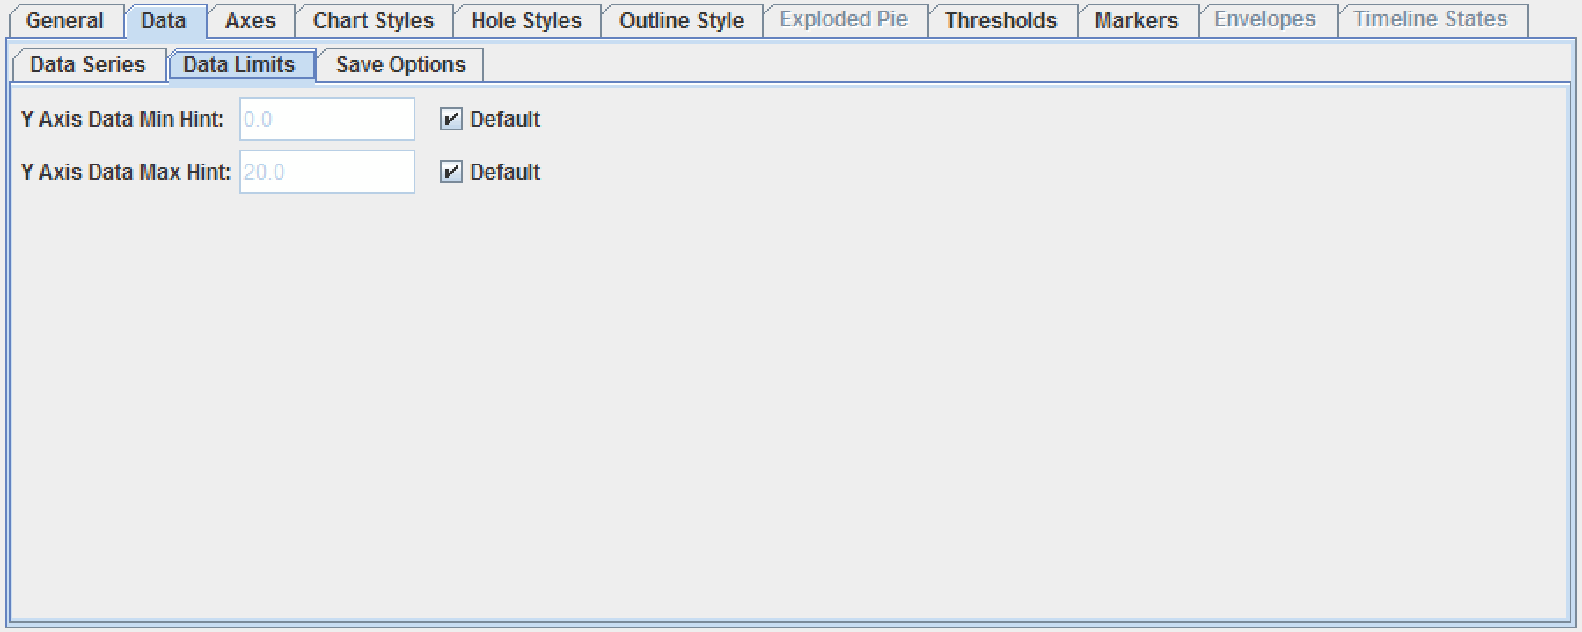 General Data Axes Chart Styles Hole Styles Outline Style Exploded Pie Thresholds Markers Envelopes Timeline States
Data Series Data Limits Save Options
Y Axis Data Min Hint: 0.0 Default
Y Axis Data Max Hint: 20.0 Default